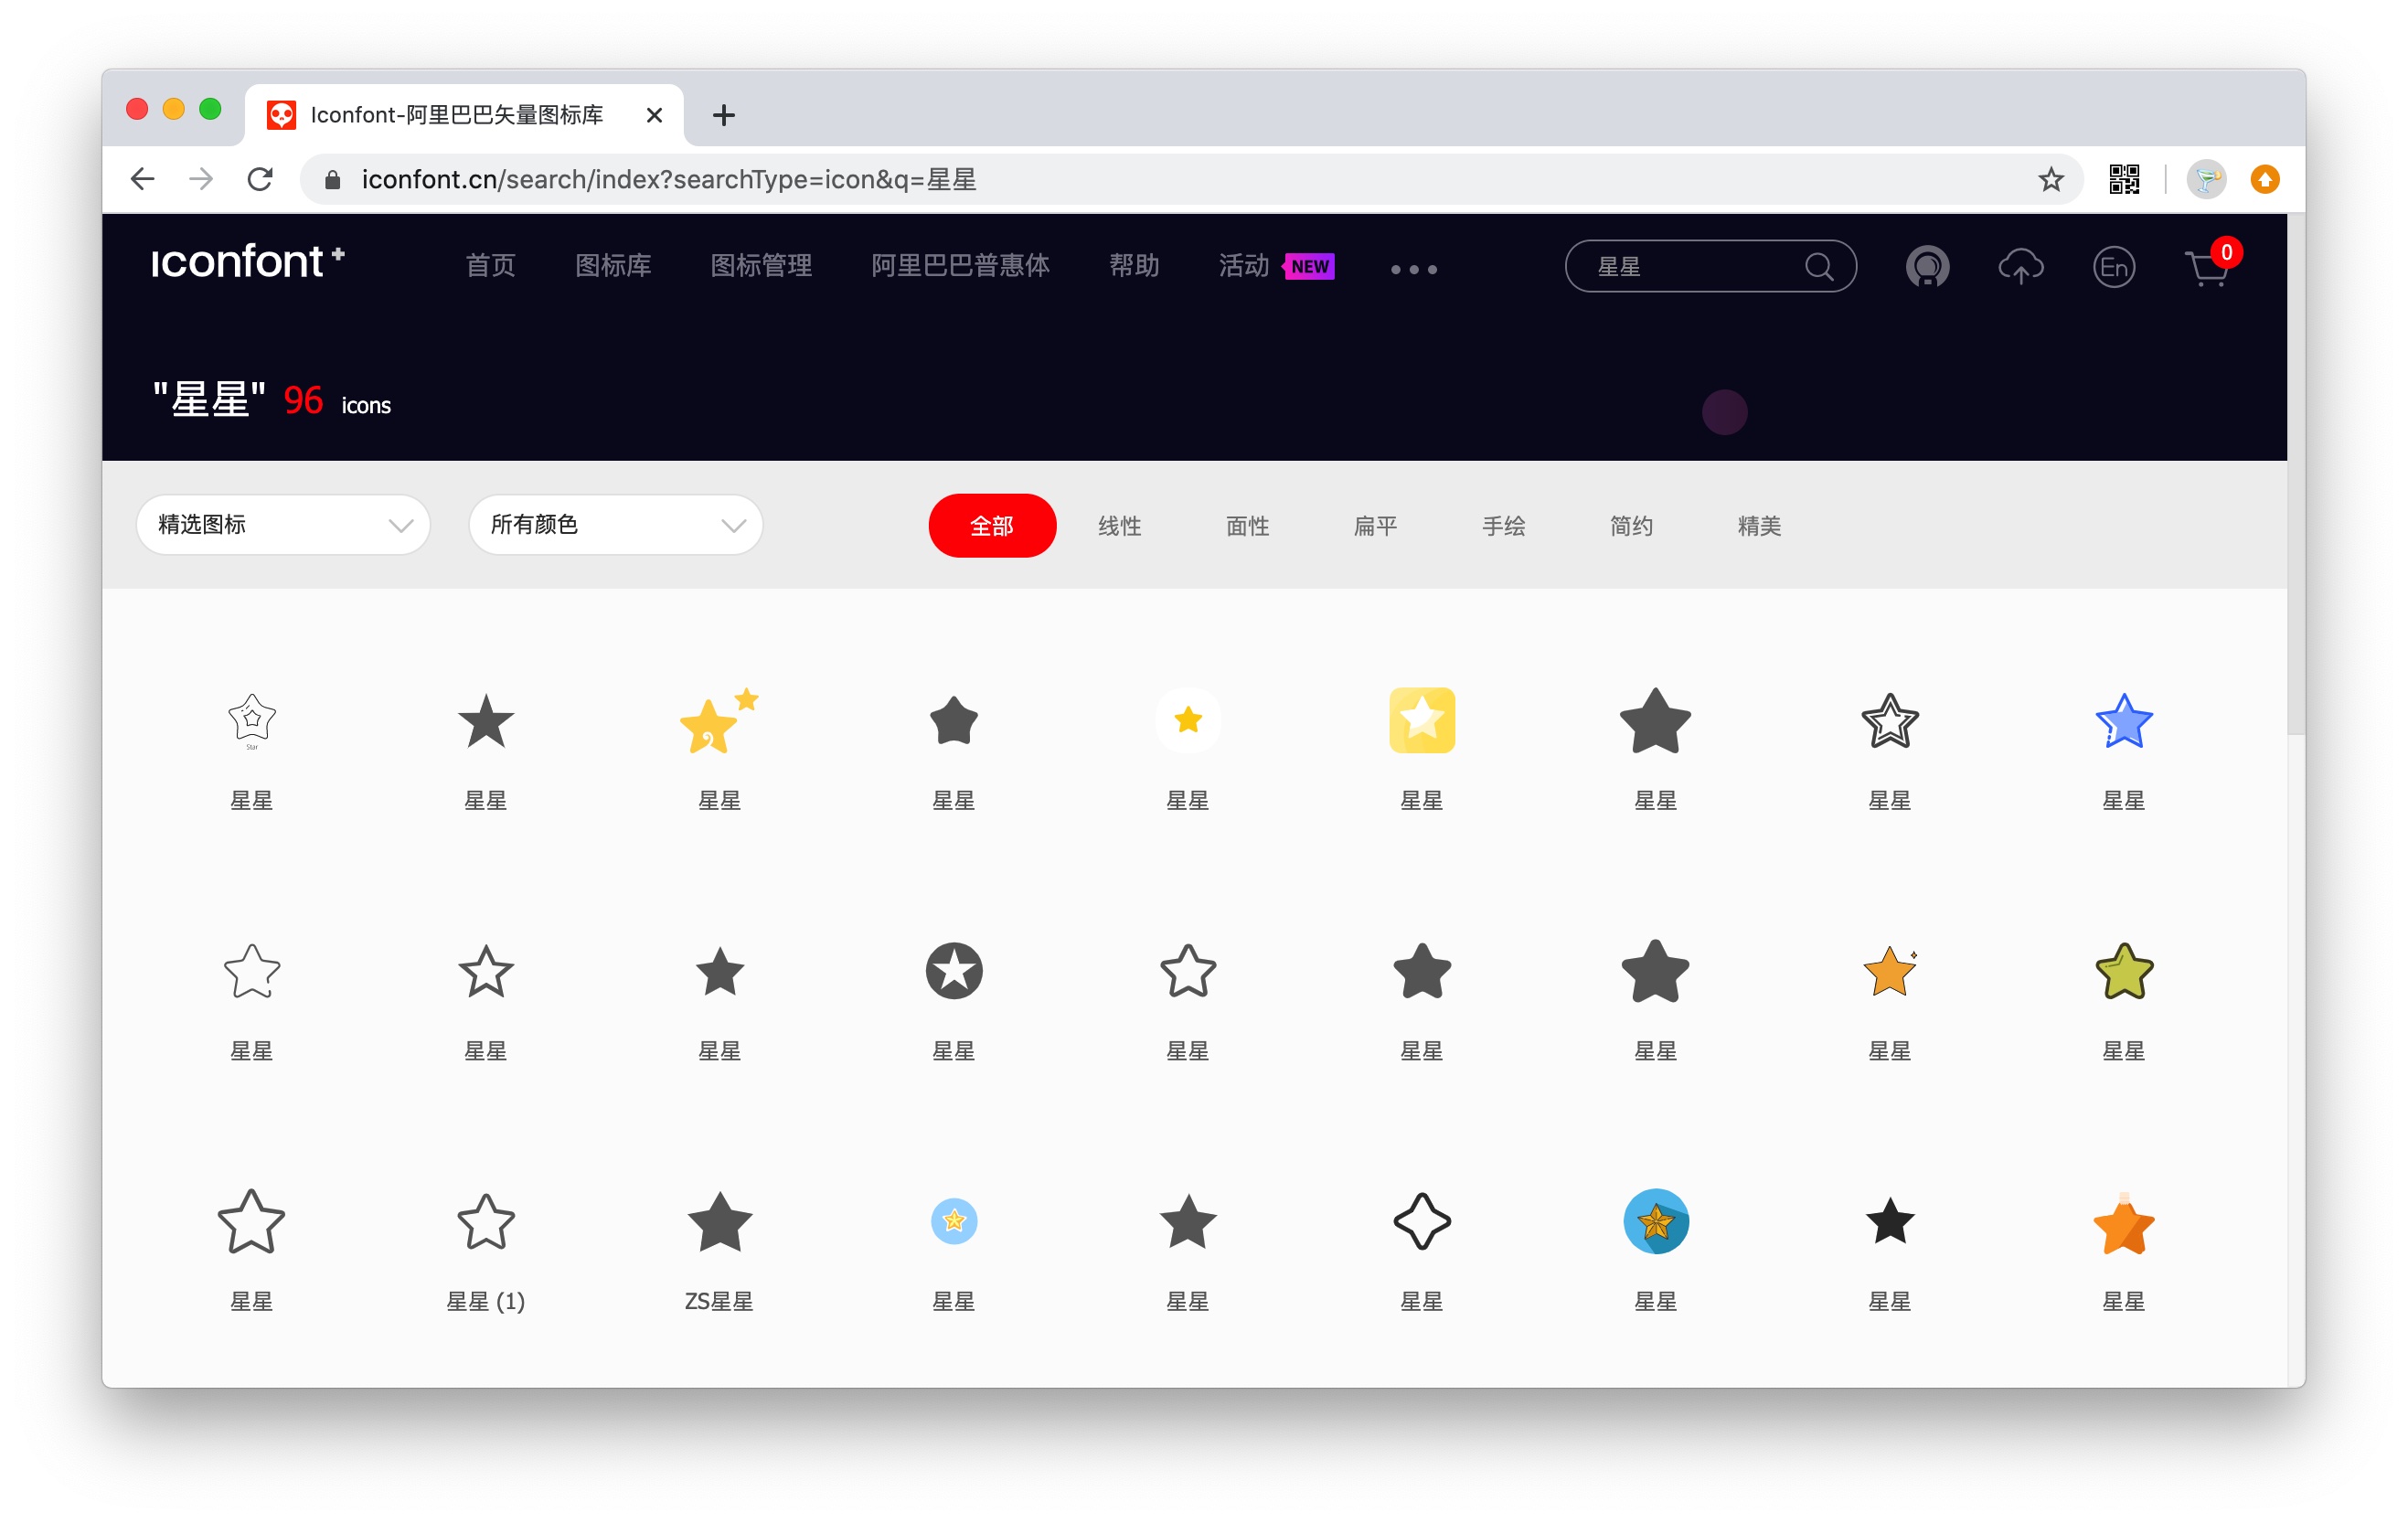 Iconfont-阿里巴巴矢量图标库
iconfont.cn/search/index?searchType=icon&q=星星
iconfont+ 首页 图标库 图标管理 阿里巴巴普惠体 帮助 活动 NEW 星星 En 0
"星星" 96 icons
精选图标 所有颜色 全部 线性 面性 扁平 手绘 简约 精美
Star
星星 星星 星星 星星 星星 星星 星星 星星 星星
星星 星星 星星 星星 星星 星星 星星 星星 星星
星星 星星 (1) ZS星星 星星 星星 星星 星星 星星 星星